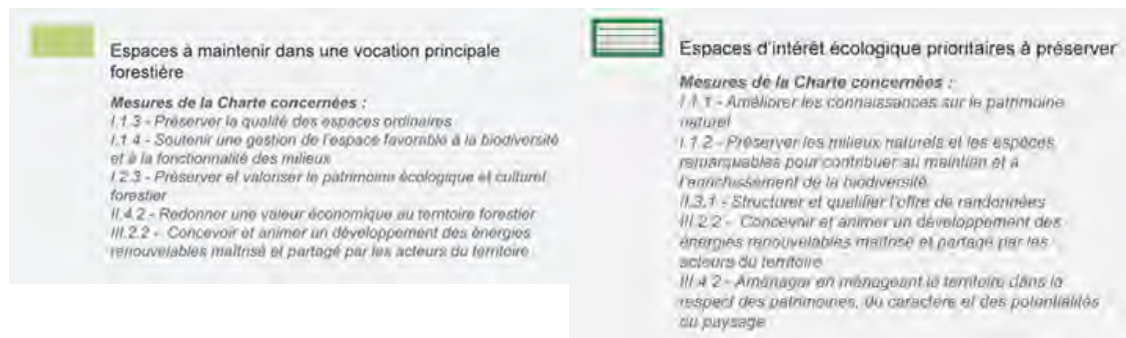 Espaces à maintenir dans une vocation principale
forestière
Mesures de la Charte concernées :
I.1.3 - Préserver la qualité des espaces ordinaires
I.1.4 - Soutenir une gestion de l'espace favorable à la biodiversité
et à la fonctionnalité des milieux
I.2.3 - Préserver et valoriser le patrimoine écologique et culturel
forestier
II.4.2 - Redonner une valeur économique au territoire forestier
III.2.2 - Concevoir et animer un développement des énergies
renouvelables maîtrisé et partagé par les acteurs du territoire
Espaces d'intérêt écologique prioritaires à préserver
Mesures de la Charte concernées :
I.1.1 - Améliorer les connaissances sur le patrimoine
naturel
I.1.2 - Préserver les milieux naturels et les espèces
remarquables pour contribuer au maintien et à
l'enrichissement de la biodiversité
II.3.1 - Structurer et qualifier l'offre de randonnées
III.2.2 - Concevoir et animer un développement des
énergies renouvelables maîtrisé et partagé par les
acteurs du territoire
III.4.2 - Aménager en ménageant le territoire dans le
respect des patrimoines, du caractère et des potentialités
du paysage